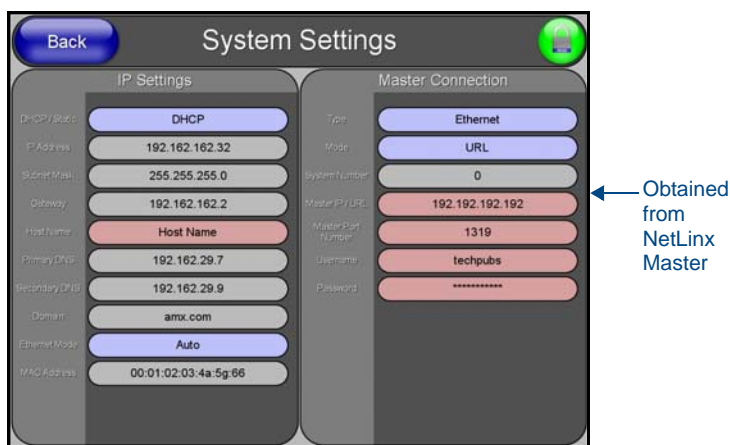 Back
System Settings
IP Settings
DHCP / Static
DHCP
IP Address
192.162.162.32
Subnet Mask
255.255.255.0
Gateway
192.162.162.2
Host Name
Host Name
Primary DNS
192.162.29.7
Secondary DNS
192.162.29.9
Domain
amx.com
Ethernet Mode
Auto
MAC Address
00:01:02:03:4a:5g:66
Master Connection
Type
Ethernet
Mode
URL
System Number
0
Master IP / URL
192.192.192.192
Master Port
Number
1319
Username
techpubs
Password
***********
Obtained
from
NetLinx
Master